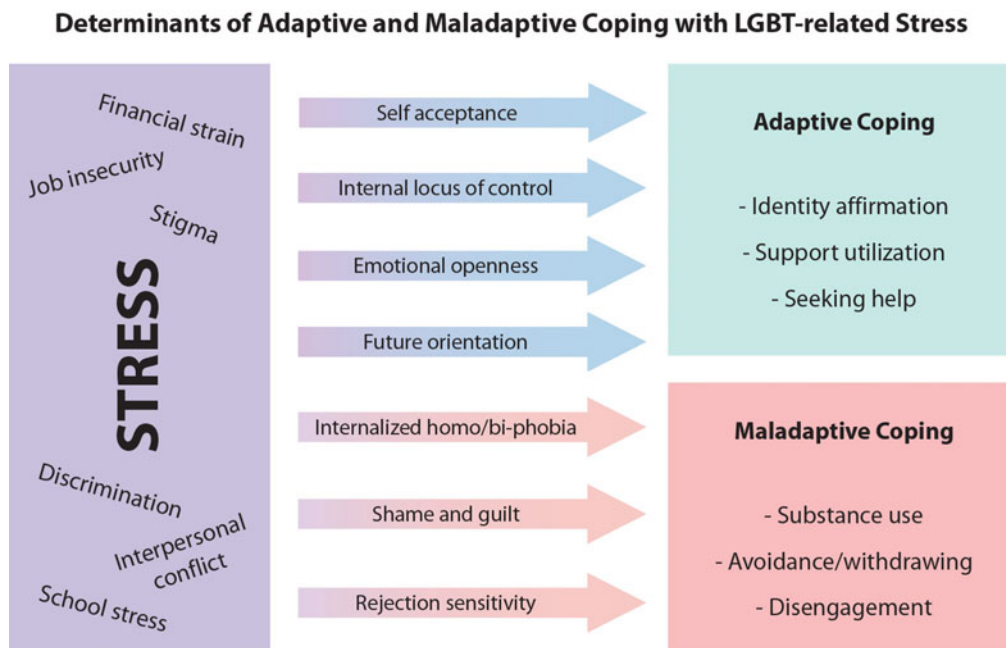 Determinants of Adaptive and Maladaptive Coping with LGBT-related Stress
Financial strain
Job insecurity
Stigma
STRESS
Discrimination
Interpersonal
conflict
School stress
Self acceptance
Internal locus of control
Emotional openness
Future orientation
Internalized homo/bi-phobia
Shame and guilt
Rejection sensitivity
Adaptive Coping
- Identity affirmation
- Support utilization
- Seeking help
Maladaptive Coping
- Substance use
- Avoidance/withdrawing
- Disengagement